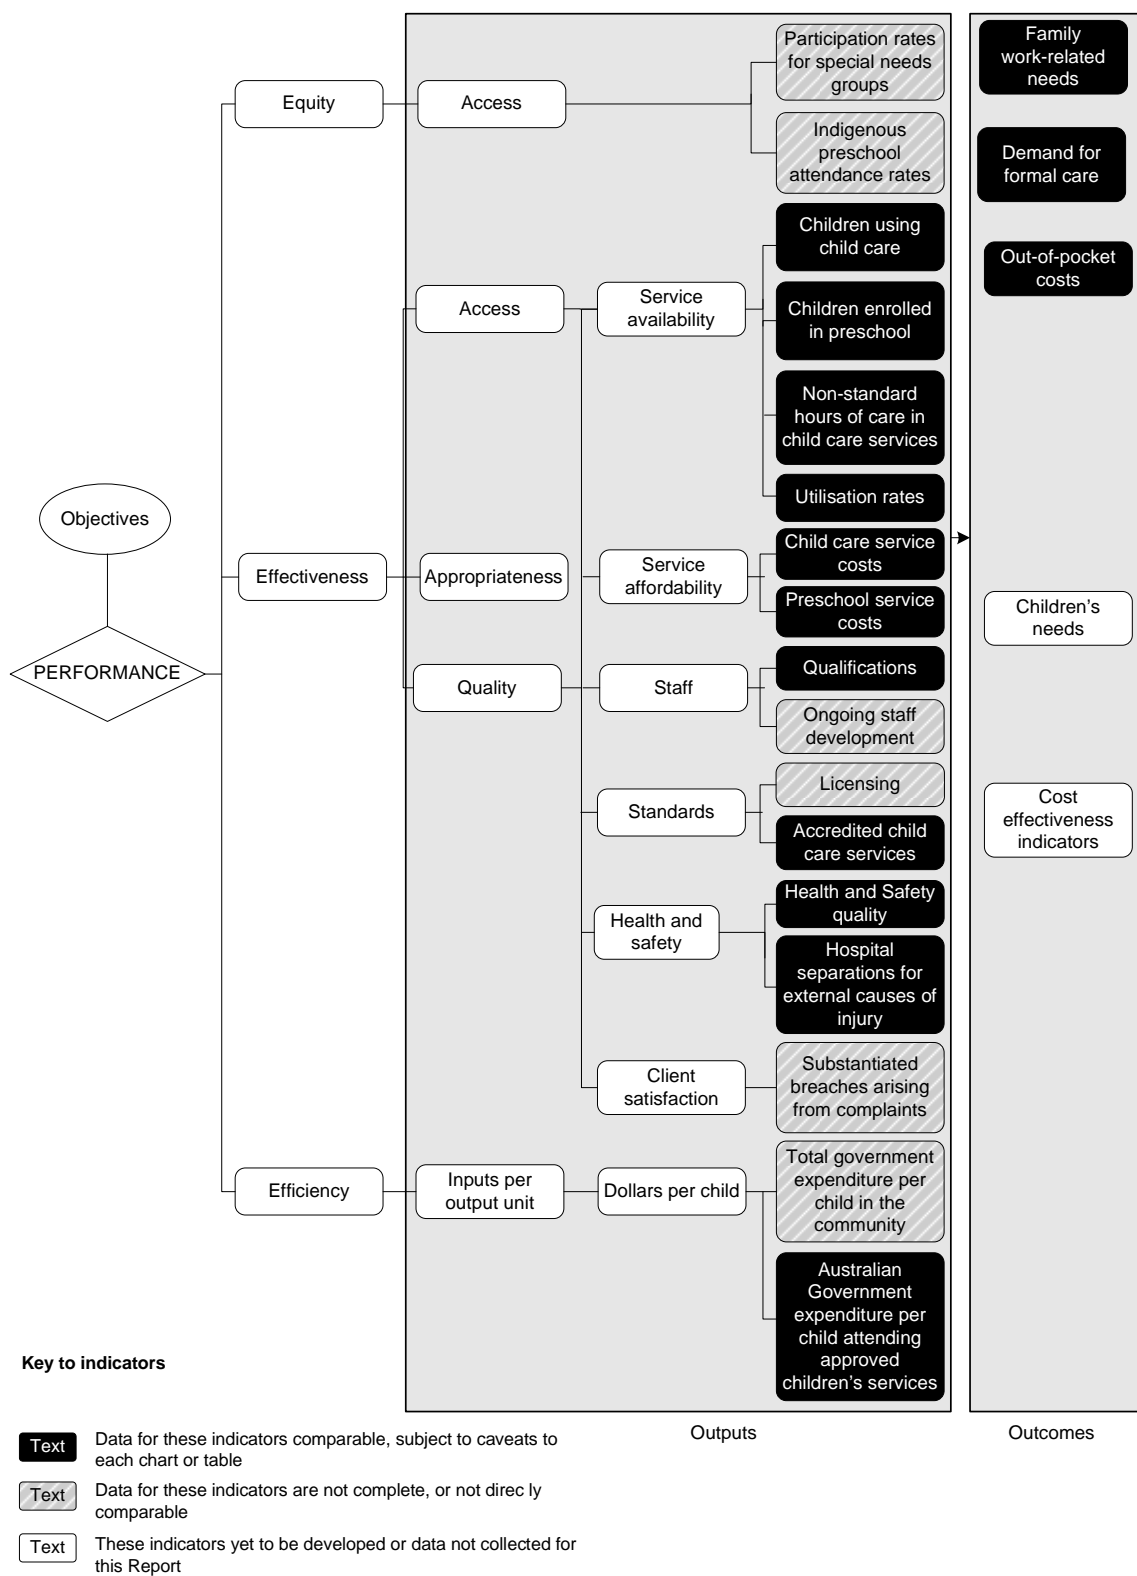 Objectives
PERFORMANCE
Equity
Effectiveness
Efficiency
Access
Access
Appropriateness
Quality
Inputs per
output unit
Service
availability
Service
affordability
Staff
Standards
Health and
safety
Client
satisfaction
Dollars per child
Participation rates
for special needs
groups
Indigenous
preschool
attendance rates
Children using
child care
Children enrolled
in preschool
Non-standard
hours of care in
child care services
Utilisation rates
Child care service
costs
Preschool service
costs
Qualifications
Ongoing staff
development
Licensing
Accredited child
care services
Health and Safety
quality
Hospital
separations for
external causes of
injury
Substantiated
breaches arising
from complaints
Total government
expenditure per
child in the
community
Australian
Government
expenditure per
child attending
approved
children’s services
Family
work-related
needs
Demand for
formal care
Out-of-pocket
costs
Children’s
needs
Cost
effectiveness
indicators
Outputs
Outcomes
Key to indicators
Text
Data for these indicators comparable, subject to caveats to
each chart or table
Text
Data for these indicators are not complete, or not direc ly
comparable
Text
These indicators yet to be developed or data not collected for
this Report